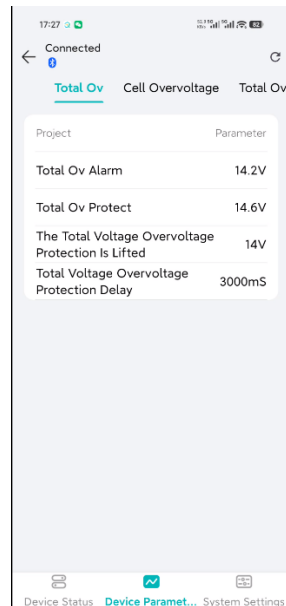 17:27
82
Connected
Total Ov Cell Overvoltage Total Ov
Project Parameter
Total Ov Alarm 14.2V
Total Ov Protect 14.6V
The Total Voltage Overvoltage
Protection Is Lifted 14V
Total Voltage Overvoltage
Protection Delay 3000mS
Device Status Device Paramet... System Settings